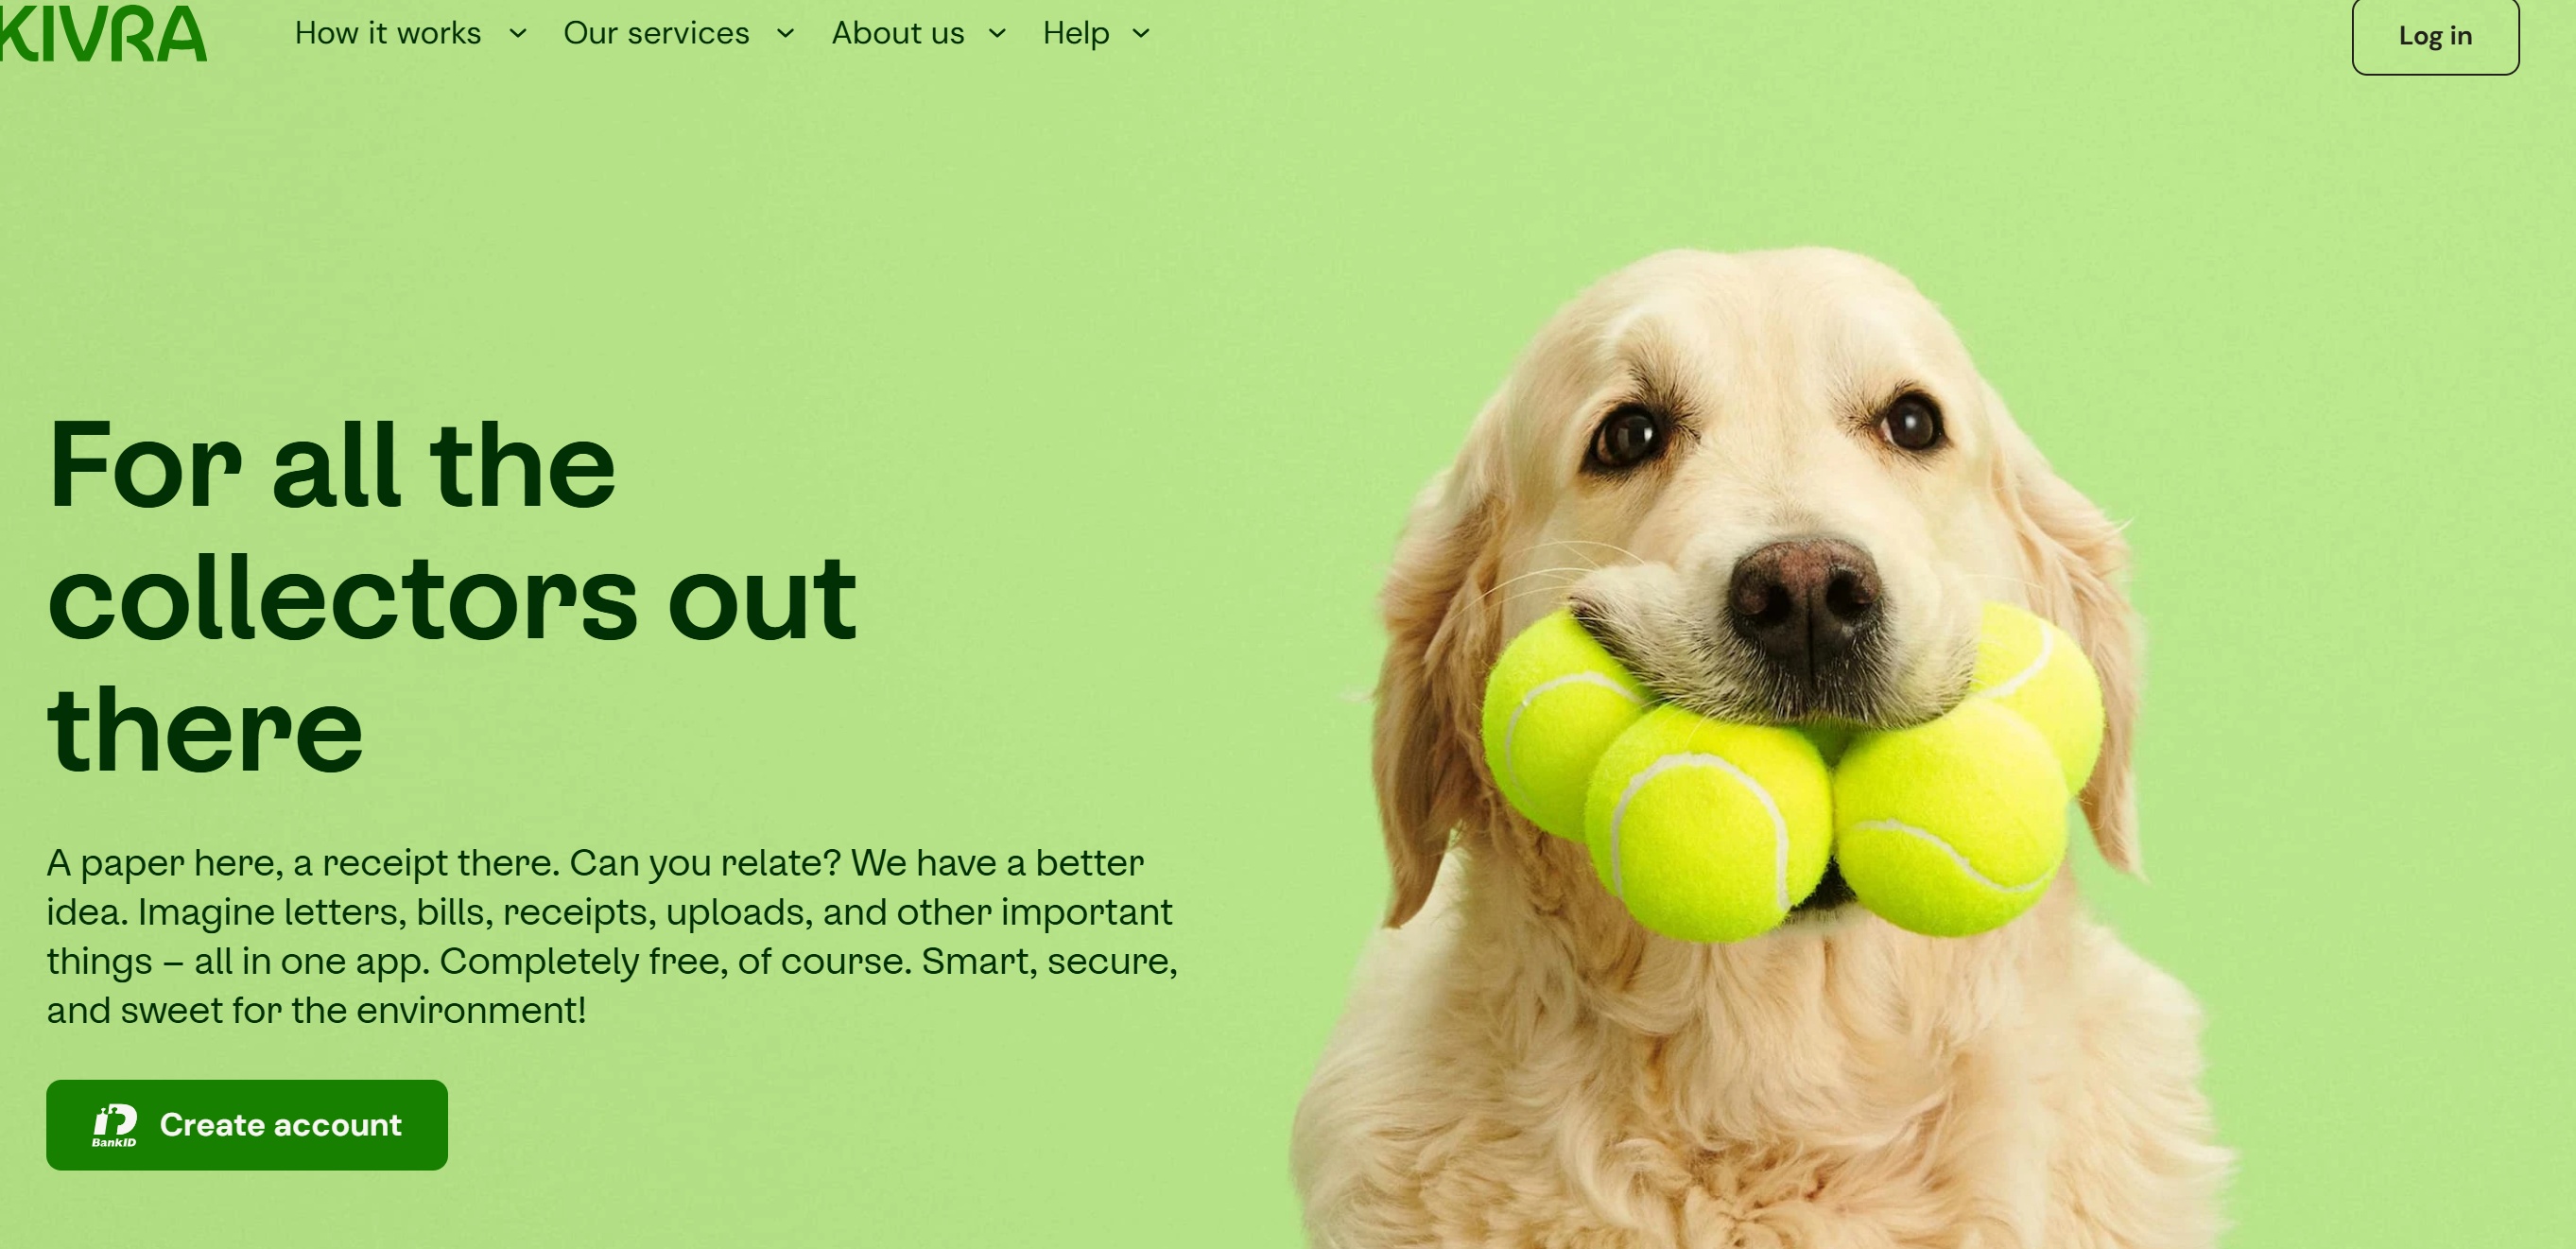 KIVRA
How it works
Our services
About us
Help
Log in
For all the
collectors out
there
A paper here, a receipt there. Can you relate? We have a better
idea. Imagine letters, bills, receipts, uploads, and other important
things – all in one app. Completely free, of course. Smart, secure,
and sweet for the environment!
BankID
Create account